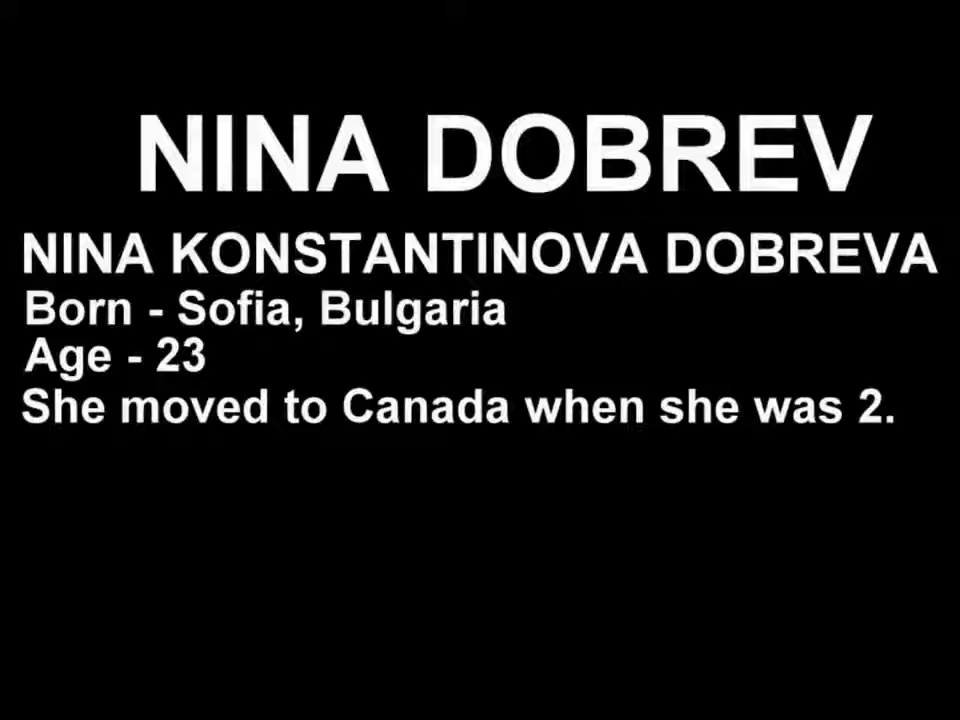 NINA DOBREV
NINA KONSTANTINOVA DOBREVA
Born - Sofia, Bulgaria
Age - 23
She moved to Canada when she was 2.